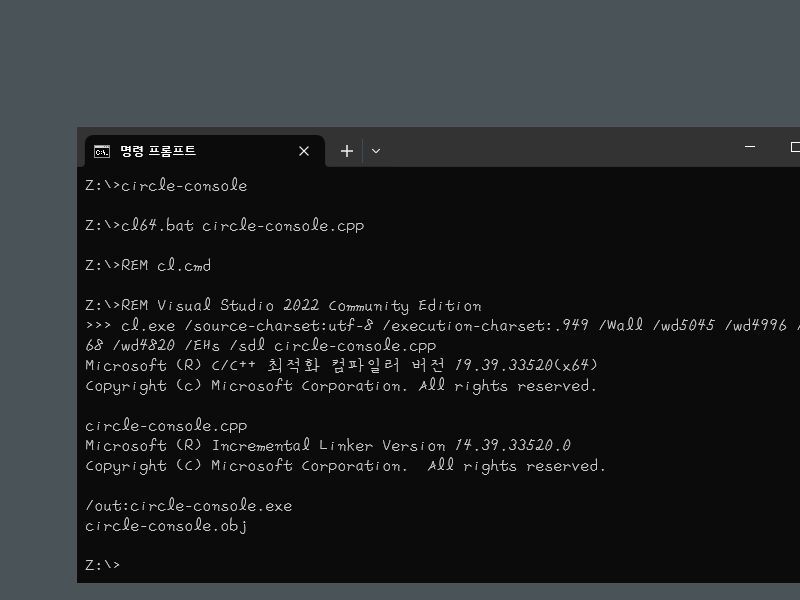 명령 프롬프트
Z:\>circle-console
Z:\>cl64.bat circle-console.cpp
Z:\>REM cl.cmd
Z:\>REM Visual Studio 2022 Community Edition
>>> cl.exe /source-charset:utf-8 /execution-charset:.949 /Wall /wd5045 /wd4996 /
68 /wd4820 /EHs /sdl circle-console.cpp
Microsoft (R) C/C++ 최적화 컴파일러 버전 19.39.33520(x64)
Copyright (c) Microsoft Corporation. All rights reserved.
circle-console.cpp
Microsoft (R) Incremental Linker Version 14.39.33520.0
Copyright (C) Microsoft Corporation.  All rights reserved.
/out:circle-console.exe
circle-console.obj
Z:\>